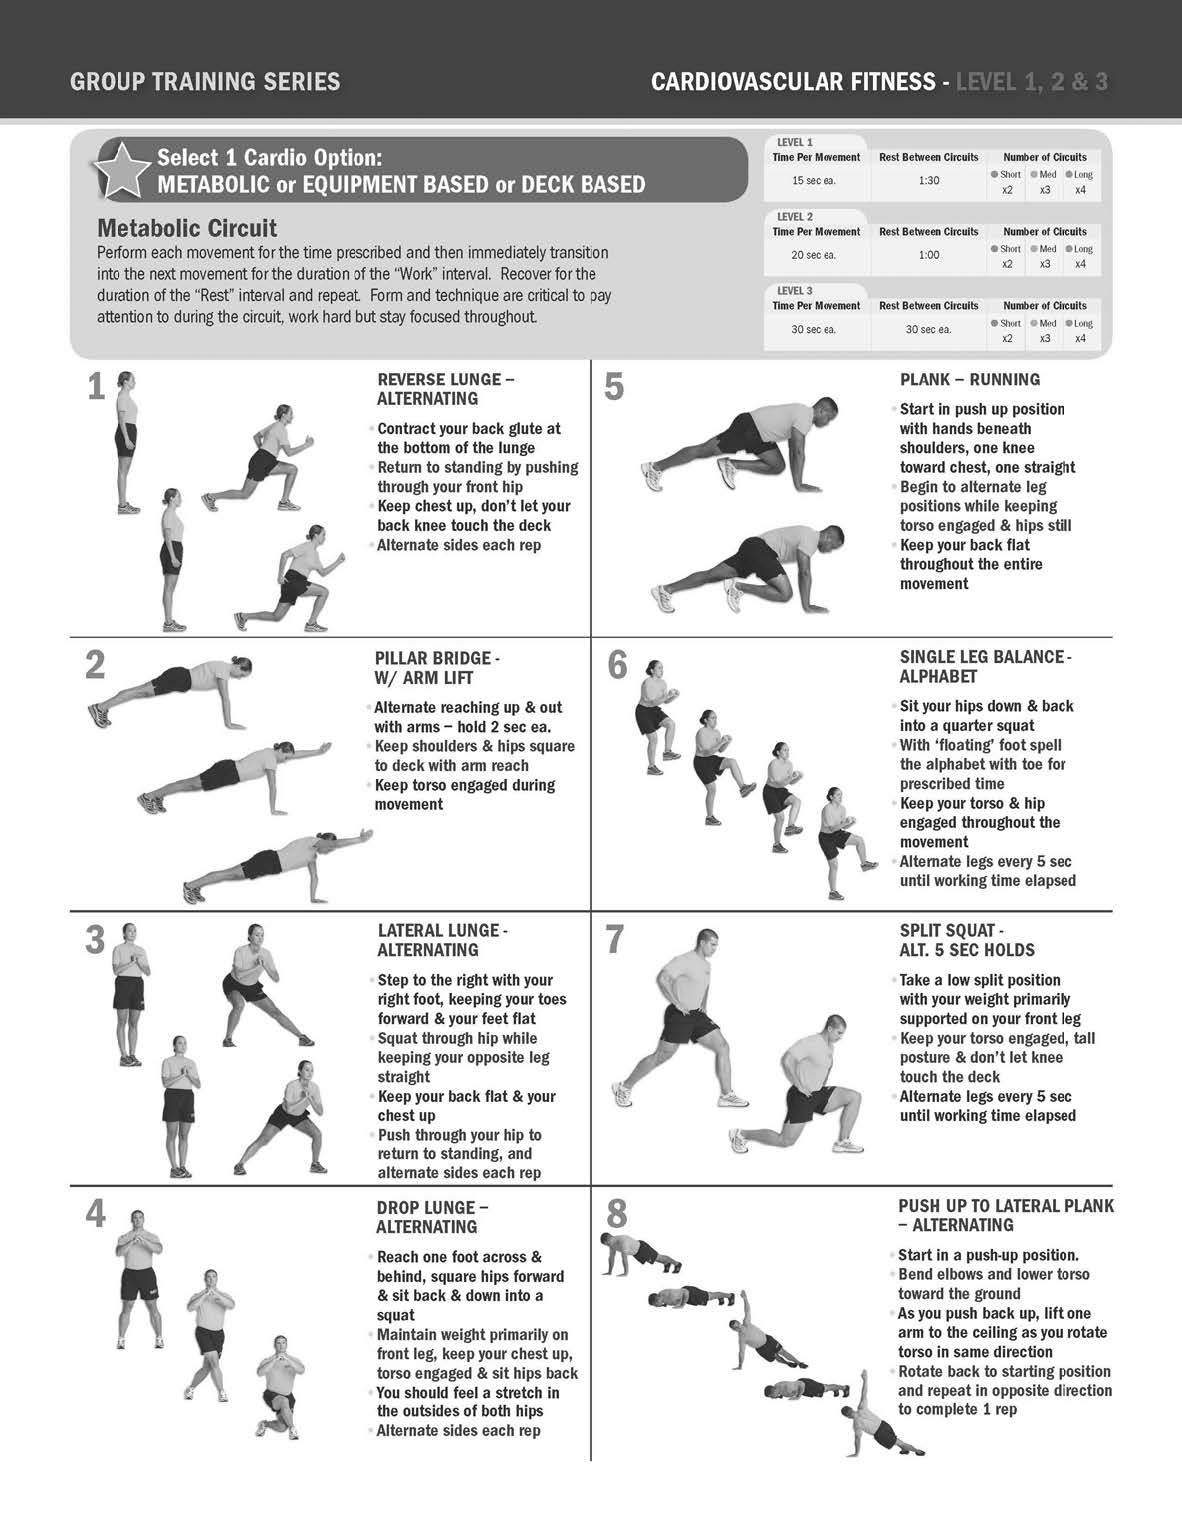 GROUP TRAINING SERIES
CARDIOVASCULAR FITNESS - LEVEL 1, 2 & 3
Select 1 Cardio Option:
METABOLIC or EQUIPMENT BASED or DECK BASED
Metabolic Circuit
Perform each movement for the time prescribed and then immediately transition
into the next movement for the duration of the “Work” interval. Recover for the
duration of the “Rest” interval and repeat. Form and technique are critical to pay
attention to during the circuit, work hard but stay focused throughout.
LEVEL 1
Time Per Movement Rest Between Circuits Number of Circuits
15 sec ea. 1:30 Short Med Long
x2 x3 x4
LEVEL 2
Time Per Movement Rest Between Circuits Number of Circuits
20 sec ea. 1:00 Short Med Long
x2 x3 x4
LEVEL 3
Time Per Movement Rest Between Circuits Number of Circuits
30 sec ea. 30 sec ea. Short Med Long
x2 x3 x4
1
REVERSE LUNGE –
ALTERNATING
Contract your back glute at
the bottom of the lunge
Return to standing by pushing
through your front hip
Keep chest up, don’t let your
back knee touch the deck
Alternate sides each rep
2
PILLAR BRIDGE -
W/ ARM LIFT
Alternate reaching up & out
with arms – hold 2 sec ea.
Keep shoulders & hips square
to deck with arm reach
Keep torso engaged during
movement
3
LATERAL LUNGE -
ALTERNATING
Step to the right with your
right foot, keeping your toes
forward & your feet flat
Squat through hip while
keeping your opposite leg
straight
Keep your back flat & your
chest up
Push through your hip to
return to standing, and
alternate sides each rep
4
DROP LUNGE –
ALTERNATING
Reach one foot across &
behind, square hips forward
& sit back & down into a
squat
Maintain weight primarily on
front leg, keep your chest up,
torso engaged & sit hips back
You should feel a stretch in
the outsides of both hips
Alternate sides each rep
5
PLANK – RUNNING
Start in push up position
with hands beneath
shoulders, one knee
toward chest, one straight
Begin to alternate leg
positions while keeping
torso engaged & hips still
Keep your back flat
throughout the entire
movement
6
SINGLE LEG BALANCE -
ALPHABET
Sit your hips down & back
into a quarter squat
With ‘floating’ foot spell
the alphabet with toe for
prescribed time
Keep your torso & hip
engaged throughout the
movement
Alternate legs every 5 sec
until working time elapsed
7
SPLIT SQUAT -
ALT. 5 SEC HOLDS
Take a low split position
with your weight primarily
supported on your front leg
Keep your torso engaged, tall
posture & don’t let knee
touch the deck
Alternate legs every 5 sec
until working time elapsed
8
PUSH UP TO LATERAL PLANK
– ALTERNATING
Start in a push-up position.
Bend elbows and lower torso
toward the ground
As you push back up, lift one
arm to the ceiling as you rotate
torso in same direction
Rotate back to starting position
and repeat in opposite direction
to complete 1 rep